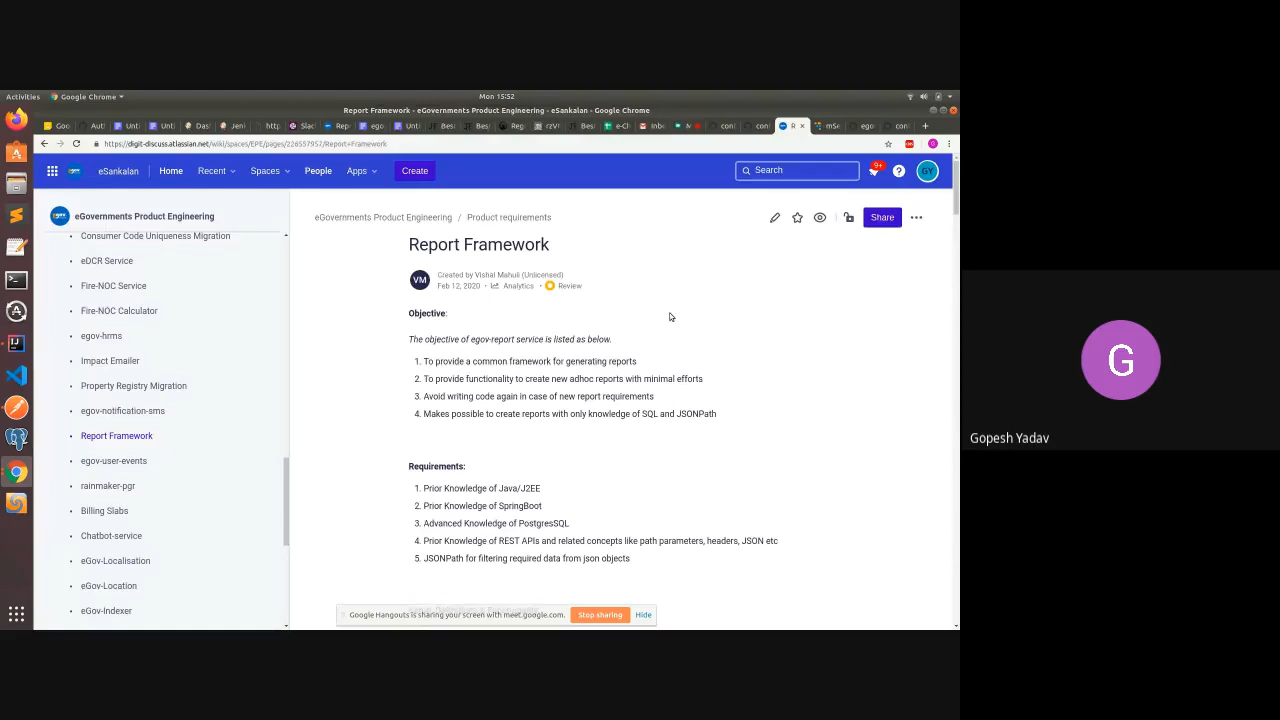 Activities
Google Chrome
Mon 15:52
Report Framework - eGovernments Product Engineering - eSankalan - Google Chrome
https://digit-discuss.atlassian.net/wiki/spaces/EPE/pages/226557957/Report+Framework
GOV
eSankalan
Home
Recent
Spaces
People
Apps
Create
Search
9+
GY
eGovernments Product Engineering
Consumer Code Uniqueness Migration
eDCR Service
Fire-NOC Service
Fire-NOC Calculator
egov-hrms
Impact Emailer
Property Registry Migration
egov-notification-sms
Report Framework
egov-user-events
rainmaker-pgr
Billing Slabs
Chatbot-service
eGov-Localisation
eGov-Location
eGov-Indexer
eGovernments Product Engineering / Product requirements
Share
Report Framework
VM
Created by Vishal Mahuli (Unlicensed)
Feb 12, 2020 • Analytics • Review
Objective:
The objective of egov-report service is listed as below.
1. To provide a common framework for generating reports
2. To provide functionality to create new adhoc reports with minimal efforts
3. Avoid writing code again in case of new report requirements
4. Makes possible to create reports with only knowledge of SQL and JSONPath
Requirements:
1. Prior Knowledge of Java/J2EE
2. Prior Knowledge of SpringBoot
3. Advanced Knowledge of PostgresSQL
4. Prior Knowledge of REST APIs and related concepts like path parameters, headers, JSON etc
5. JSONPath for filtering required data from json objects
Google Hangouts is sharing your screen with meet.google.com.
Stop sharing
Hide
G
Gopesh Yadav